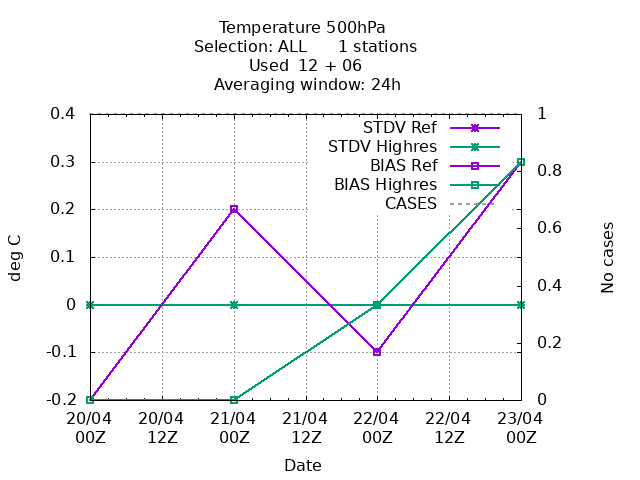 Temperature 500hPa
Selection: ALL 1 stations
Used 12 + 06
Averaging window: 24h
STDV Ref
STDV Highres
BIAS Ref
BIAS Highres
CASES
deg C
0.4
0.3
0.2
0.1
0
-0.1
-0.2
No cases
1
0.8
0.6
0.4
0.2
0
20/04 20/04 21/04 21/04 22/04 22/04 23/04
00Z 12Z 00Z 12Z 00Z 12Z 00Z
Date